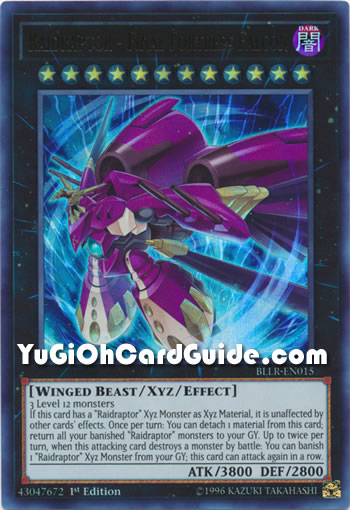 RAIDRAPTOR - FINAL FORTRESS FALCON
DARK
闇
YuGiOhCardGuide.com
BLLR-EN015
[WINGED BEAST/XYZ/EFFECT]
3 Level 12 monsters
If this card has a "Raidraptor" Xyz Monster as Xyz Material, it is unaffected by
other cards' effects. Once per turn: You can detach 1 material from this card;
return all your banished "Raidraptor" monsters to your GY. Up to twice per
turn, when this attacking card destroys a monster by battle: You can banish
1 "Raidraptor" Xyz Monster from your GY; this card can attack again in a row.
ATK/3800 DEF/2800
43047672 1st Edition ©1996 KAZUKI TAKAHASHI